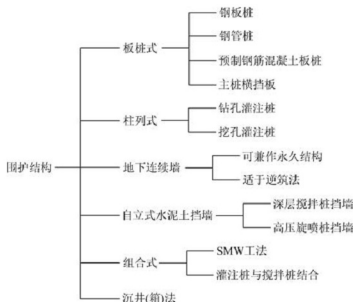 围护结构
板桩式
钢板桩
钢管桩
预制钢筋混凝土板桩
主桩横挡板
柱列式
钻孔灌注桩
挖孔灌注桩
地下连续墙
可兼作永久结构
适于逆筑法
自立式水泥土挡墙
深层搅拌桩挡墙
高压旋喷桩挡墙
组合式
SMW工法
灌注桩与搅拌桩结合
沉井(箱)法